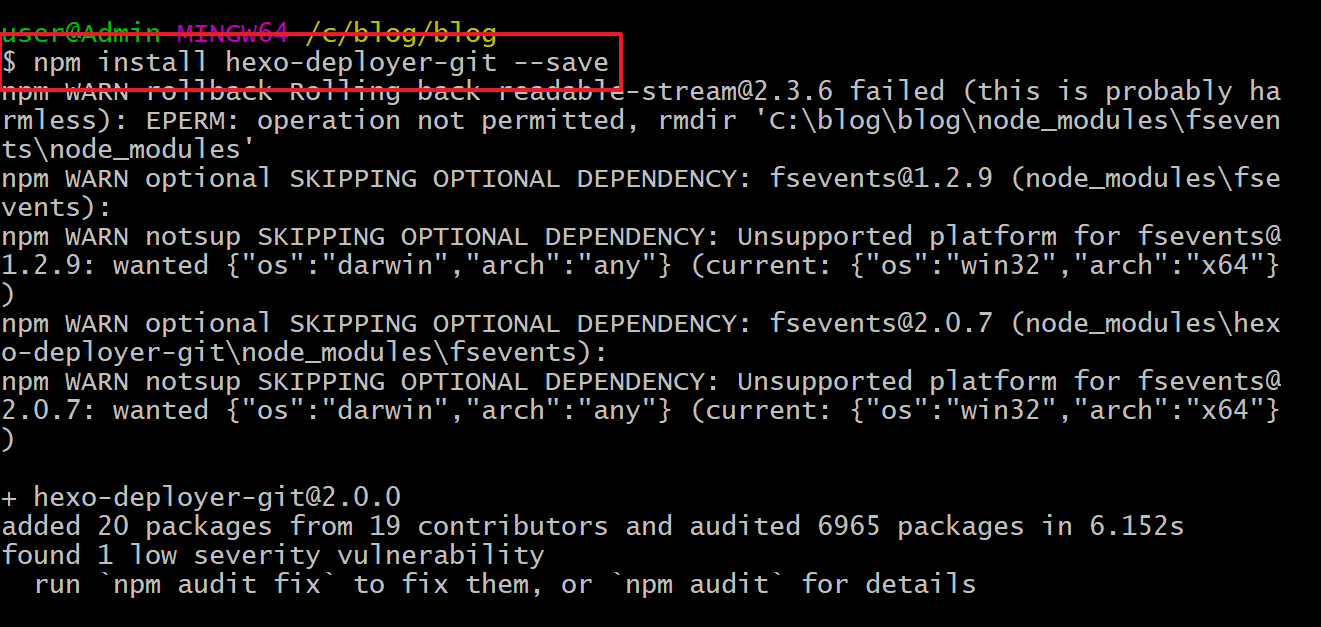 user@Admin MINGW64 /c/blog/blog
$ npm install hexo-deployer-git --save
npm WARN rollback Rolling back readable-stream@2.3.6 failed (this is probably ha
rmless): EPERM: operation not permitted, rmdir 'C:\blog\blog\node_modules\fseven
ts\node_modules'
npm WARN optional SKIPPING OPTIONAL DEPENDENCY: fsevents@1.2.9 (node_modules\fse
vents):
npm WARN notsup SKIPPING OPTIONAL DEPENDENCY: Unsupported platform for fsevents@
1.2.9: wanted {"os":"darwin","arch":"any"} (current: {"os":"win32","arch":"x64"}
)
npm WARN optional SKIPPING OPTIONAL DEPENDENCY: fsevents@2.0.7 (node_modules\hex
o-deployer-git\node_modules\fsevents):
npm WARN notsup SKIPPING OPTIONAL DEPENDENCY: Unsupported platform for fsevents@
2.0.7: wanted {"os":"darwin","arch":"any"} (current: {"os":"win32","arch":"x64"}
)
+ hexo-deployer-git@2.0.0
added 20 packages from 19 contributors and audited 6965 packages in 6.152s
found 1 low severity vulnerability
  run `npm audit fix` to fix them, or `npm audit` for details